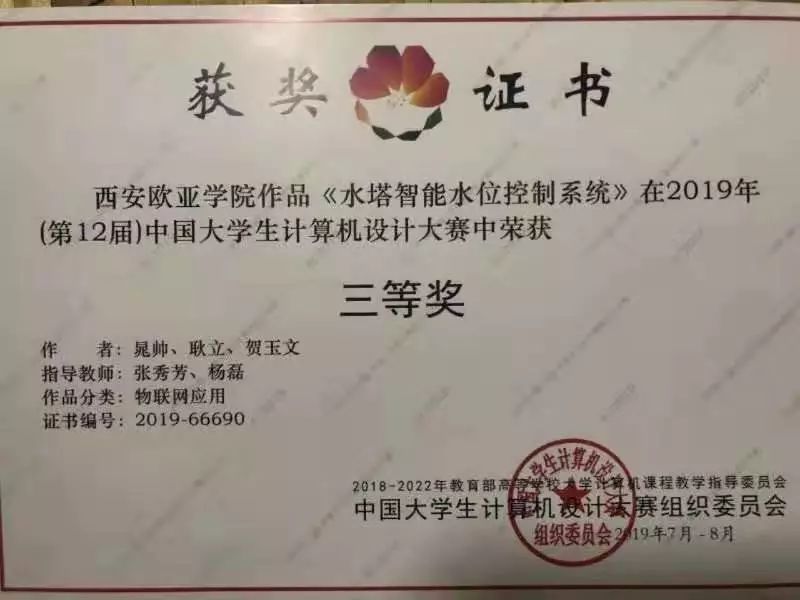 获奖 证书
西安欧亚学院作品《水塔智能水位控制系统》在2019年
(第12届)中国大学生计算机设计大赛中荣获
三等奖
作 者：晁帅、耿立、贺玉文
指导教师：张秀芳、杨磊
作品分类：物联网应用
证书编号：2019-66690
2018-2022年教育部高等学校大学计算机课程教学指导委员会
中国大学生计算机设计大赛组织委员会
组织委员会
2019年7月-8月